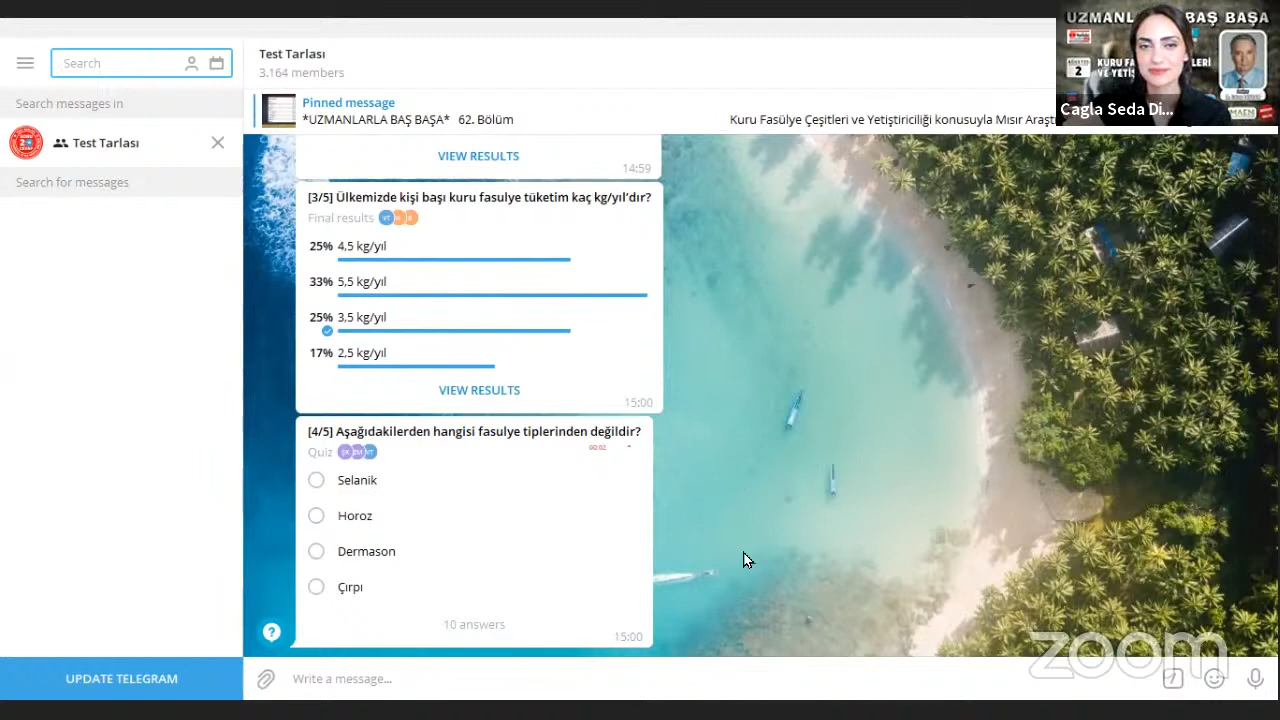 Search
Search messages in
Test Tarlası
Search for messages
UPDATE TELEGRAM
Test Tarlası
3.164 members
Pinned message
*UZMANLARLA BAŞ BAŞA* 62. Bölüm Kuru Fasülye Çeşitleri ve Yetiştiriciliği konusuyla Mısır Araştı
VIEW RESULTS
14:59
[3/5] Ülkemizde kişi başı kuru fasulye tüketim kaç kg/yıl'dır?
Final results
25% 4,5 kg/yıl
33% 5,5 kg/yıl
25% 3,5 kg/yıl
17% 2,5 kg/yıl
VIEW RESULTS
15:00
[4/5] Aşağıdakilerden hangisi fasulye tiplerinden değildir?
Quiz
00:02
Selanik
Horoz
Dermason
Çırpı
10 answers
15:00
Write a message...
BAŞ BAŞA
2
Cagla Seda Di...
zoom